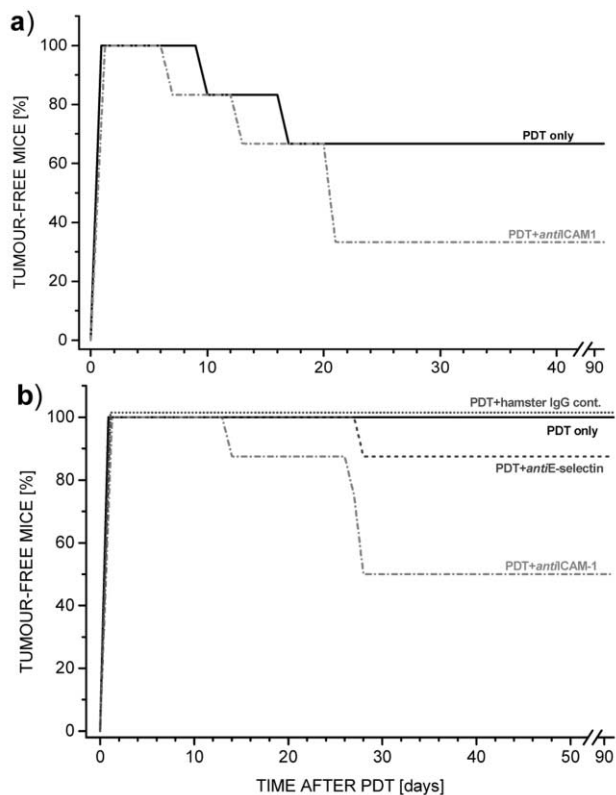 a)
TUMOUR-FREE MICE [%]
100
80
60
40
20
0
PDT only
PDT+antiICAM1
0 10 20 30 40 90
b)
TUMOUR-FREE MICE [%]
100
80
60
40
20
0
PDT+hamster IgG cont.
PDT only
PDT+antiE-selectin
PDT+antiICAM-1
0 10 20 30 40 50 90
TIME AFTER PDT [days]